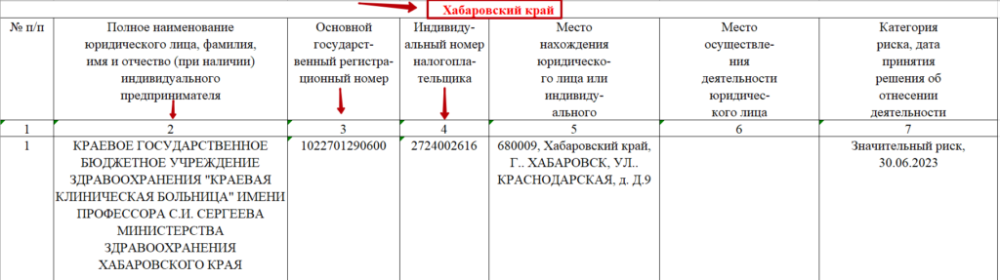 Хабаровский край
№ п/п
Полное наименование
юридического лица, фамилия,
имя и отчество (при наличии)
индивидуального
предпринимателя
Основной
государст-
венный регистра-
ционный номер
Индивиду-
альный номер
налогопла-
тельщика
Место
нахождения
юридическо-
го лица или
индивиду-
ального
Место
осуществле-
ния
деятельности
юридичес-
кого лица
Категория
риска, дата
принятия
решения об
отнесении
деятельности
1
2
3
4
5
6
7
1
КРАЕВОЕ ГОСУДАРСТВЕННОЕ
БЮДЖЕТНОЕ УЧРЕЖДЕНИЕ
ЗДРАВООХРАНЕНИЯ "КРАЕВАЯ
КЛИНИЧЕСКАЯ БОЛЬНИЦА" ИМЕНИ
ПРОФЕССОРА С.И. СЕРГЕЕВА
МИНИСТЕРСТВА
ЗДРАВООХРАНЕНИЯ
ХАБАРОВСКОГО КРАЯ
1022701290600
2724002616
680009, Хабаровский край,
Г.. ХАБАРОВСК, УЛ..
КРАСНОДАРСКАЯ, д. Д.9
Значительный риск,
30.06.2023